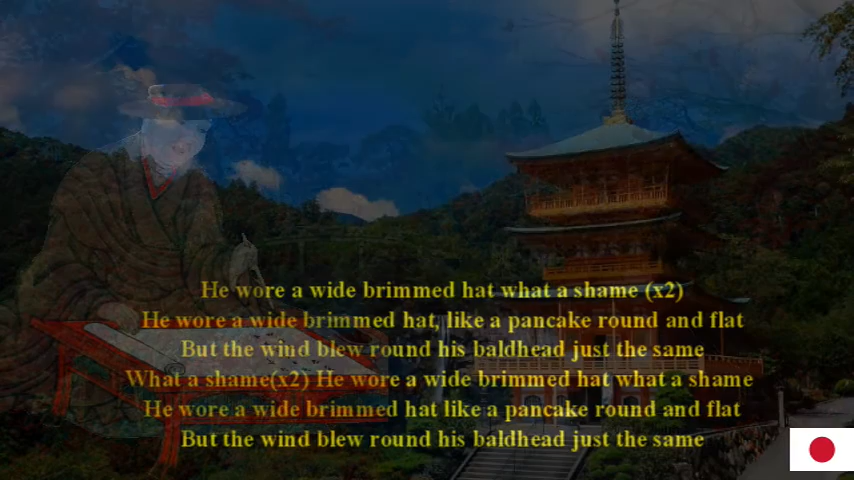 He wore a wide brimmed hat what a shame (x2)
He wore a wide brimmed hat, like a pancake round and flat
But the wind blew round his baldhead just the same
What a shame(x2) He wore a wide brimmed hat what a shame
He wore a wide brimmed hat like a pancake round and flat
But the wind blew round his baldhead just the same